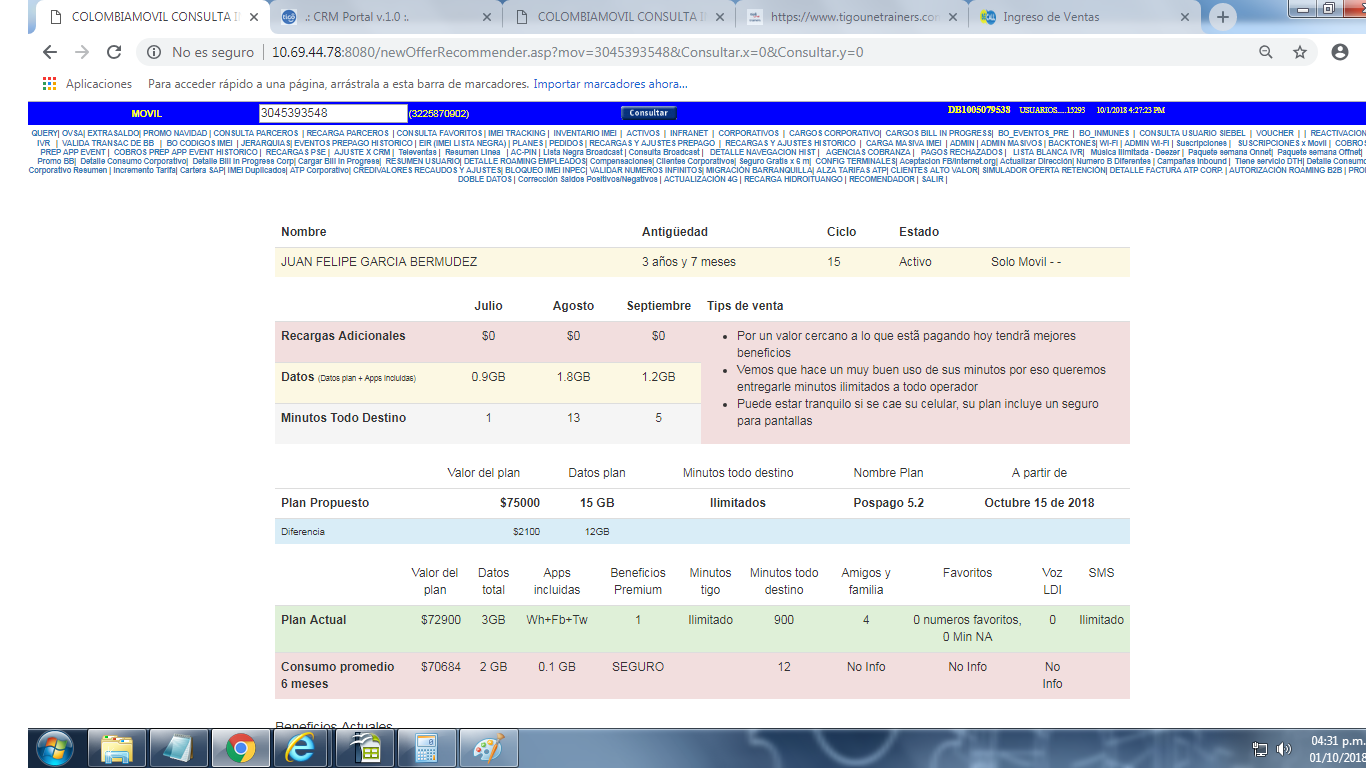 COLOMBIAMOVIL CONSULTA I
.: CRM Portal v.1.0 :.
COLOMBIAMOVIL CONSULTA I
https://www.tigounetrainers.com
Ingreso de Ventas
No es seguro | 10.69.44.78:8080/newOfferRecommender.asp?mov=3045393548&Consultar.x=0&Consultar.y=0
Aplicaciones Para acceder rápido a una página, arrástrala a esta barra de marcadores. Importar marcadores ahora...
MOVIL 3045393548 (3225870902) Consultar DB1005079538 USUARIOS....15293 10/1/2018 4:27:23 PM
QUERY| OVSA| EXTRASALDO| PROMO NAVIDAD | CONSULTA PARCEROS | RECARGA PARCEROS | CONSULTA FAVORITOS | IMEI TRACKING | INVENTARIO IMEI | ACTIVOS | INFRANET | CORPORATIVOS | CARGOS CORPORATIVO| CARGOS BILL IN PROGRESS| BO_EVENTOS_PRE | BO_INMUNES | CONSULTA USUARIO SIEBEL | VOUCHER | | REACTIVACION
IVR | VALIDA TRANSAC DE BB | BO CODIGOS IMEI | JERARQUIAS| EVENTOS PREPAGO HISTORICO | EIR (IMEI LISTA NEGRA) | PLANES | PEDIDOS | RECARGAS Y AJUSTES PREPAGO | RECARGAS Y AJUSTES HISTORICO | CARGA MASIVA IMEI | ADMIN | ADMIN MASIVOS | BACKTONES| WI-FI | ADMIN WI-FI | Suscripciones | SUSCRIPCIONES x Movil | COBROS
PREP APP EVENT | COBROS PREP APP EVENT HISTORICO | RECARGAS PSE | AJUSTE X CRM | Televentas | Resumen Linea | AC-PIN | Lista Negra Broadcast | Consulta Broadcast | DETALLE NAVEGACION HIST | AGENCIAS COBRANZA | PAGOS RECHAZADOS | LISTA BLANCA IVR| Música Ilimitada - Deezer | Paquete semana Onnet| Paquete semana Offnet|
Promo BB| Detalle Consumo Corporativo| Detalle Bill In Progress Corp| Cargar Bill In Progress| RESUMEN USUARIO| DETALLE ROAMING EMPLEADOS| Compensaciones| Clientes Corporativos| Seguro Gratis x 6 m| CONFIG TERMINALES| Aceptacion FB/Internet.org| Actualizar Dirección| Numero B Diferentes | Campañas Inbound | Tiene servicio DTH| Detalle Consumo
Corporativo Resumen | Incremento Tarifa| Cartera SAP| IMEI Duplicados| ATP Corporativo| CREDIVALORES RECAUDOS Y AJUSTES| BLOQUEO IMEI INPEC| VALIDAR NUMEROS INFINITOS| MIGRACIÓN BARRANQUILLA| ALZA TARIFAS ATP| CLIENTES ALTO VALOR| SIMULADOR OFERTA RETENCIÓN| DETALLE FACTURA ATP CORP. | AUTORIZACIÓN ROAMING B2B | PRO
DOBLE DATOS | Corrección Saldos Positivos/Negativos | ACTUALIZACIÓN 4G | RECARGA HIDROITUANGO | RECOMENDADOR | SALIR |
Nombre Antigüedad Ciclo Estado
JUAN FELIPE GARCIA BERMUDEZ 3 años y 7 meses 15 Activo Solo Movil - -
Julio Agosto Septiembre Tips de venta
Recargas Adicionales $0 $0 $0
Datos (Datos plan + Apps Incluidas) 0.9GB 1.8GB 1.2GB
Minutos Todo Destino 1 13 5
• Por un valor cercano a lo que estã pagando hoy tendrã mejores
beneficios
• Vemos que hace un muy buen uso de sus minutos por eso queremos
entregarle minutos ilimitados a todo operador
• Puede estar tranquilo si se cae su celular, su plan incluye un seguro
para pantallas
Valor del plan Datos plan Minutos todo destino Nombre Plan A partir de
Plan Propuesto $75000 15 GB Ilimitados Pospago 5.2 Octubre 15 de 2018
Diferencia $2100 12GB
Valor del Datos Apps Beneficios Minutos Minutos todo Amigos y Favoritos Voz SMS
plan total incluidas Premium tigo destino familia LDI
Plan Actual $72900 3GB Wh+Fb+Tw 1 Ilimitado 900 4 0 numeros favoritos, 0 Ilimitado
0 Min NA
Consumo promedio $70684 2 GB 0.1 GB SEGURO 12 No Info No Info No
6 meses Info
Beneficios Actuales
04:31 p.m.
01/10/2018